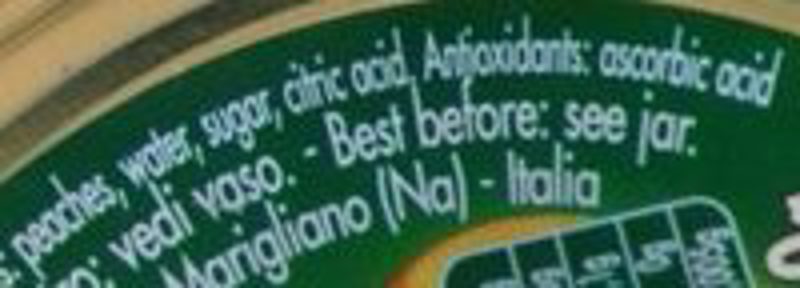 : peaches, water, sugar, citric acid. Antioxidants: ascorbic acid
vedi vaso. - Best before: see jar.
Marigliano (Na) - Italia